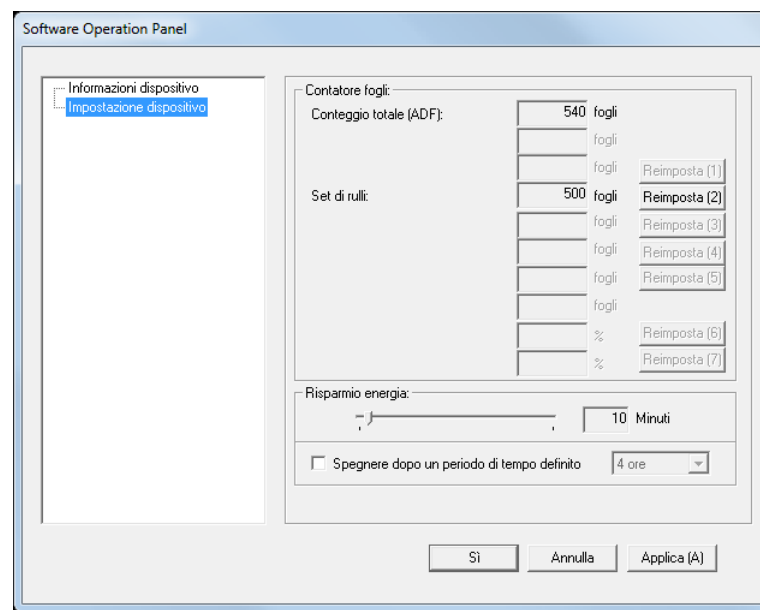 Software Operation Panel
Informazioni dispositivo
Impostazione dispositivo
Contatore fogli:
Conteggio totale (ADF): 540 fogli
fogli
fogli Reimposta (1)
Set di rulli: 500 fogli Reimposta (2)
fogli Reimposta (3)
fogli Reimposta (4)
fogli Reimposta (5)
fogli
% Reimposta (6)
% Reimposta (7)
Risparmio energia:
10 Minuti
Spegnere dopo un periodo di tempo definito 4 ore
Sì Annulla Applica (A)